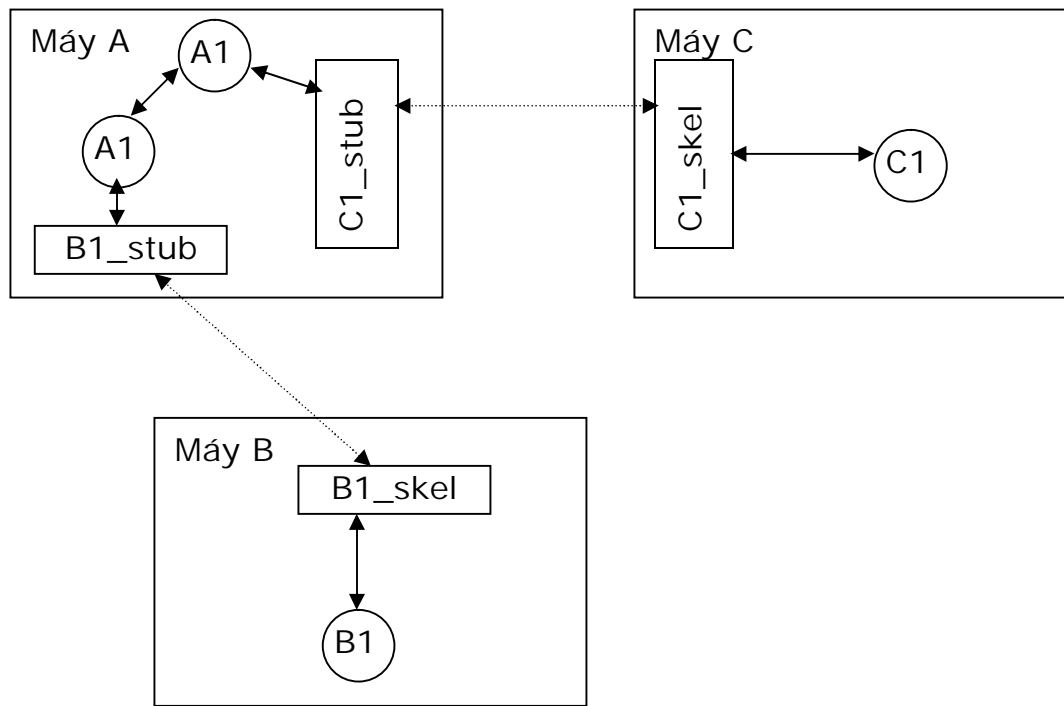 Máy A
A1
A1
B1_stub
C1_stub
Máy C
C1_skel
C1
Máy B
B1_skel
B1